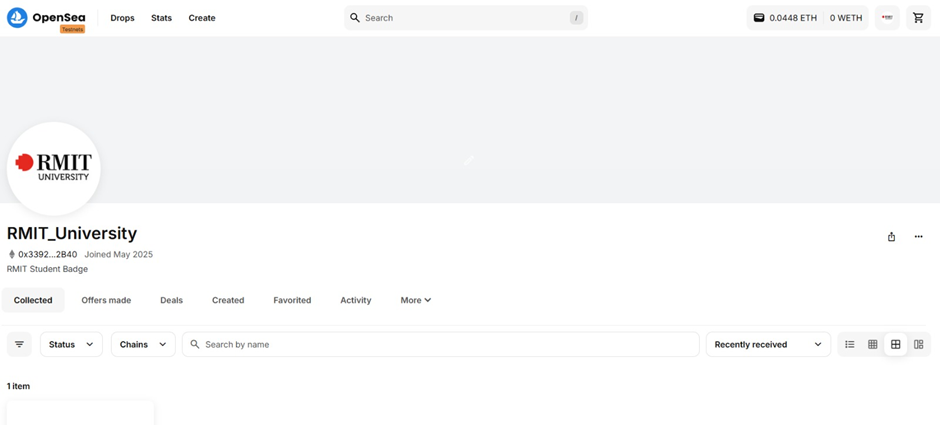 OpenSea Drops Stats Create Search / 0.0448 ETH 0 WETH
Testnets
RMIT
UNIVERSITY
RMIT_University
0x3392...2B40 Joined May 2025
RMIT Student Badge
Collected Offers made Deals Created Favorited Activity More
Status Chains Search by name Recently received
1 item